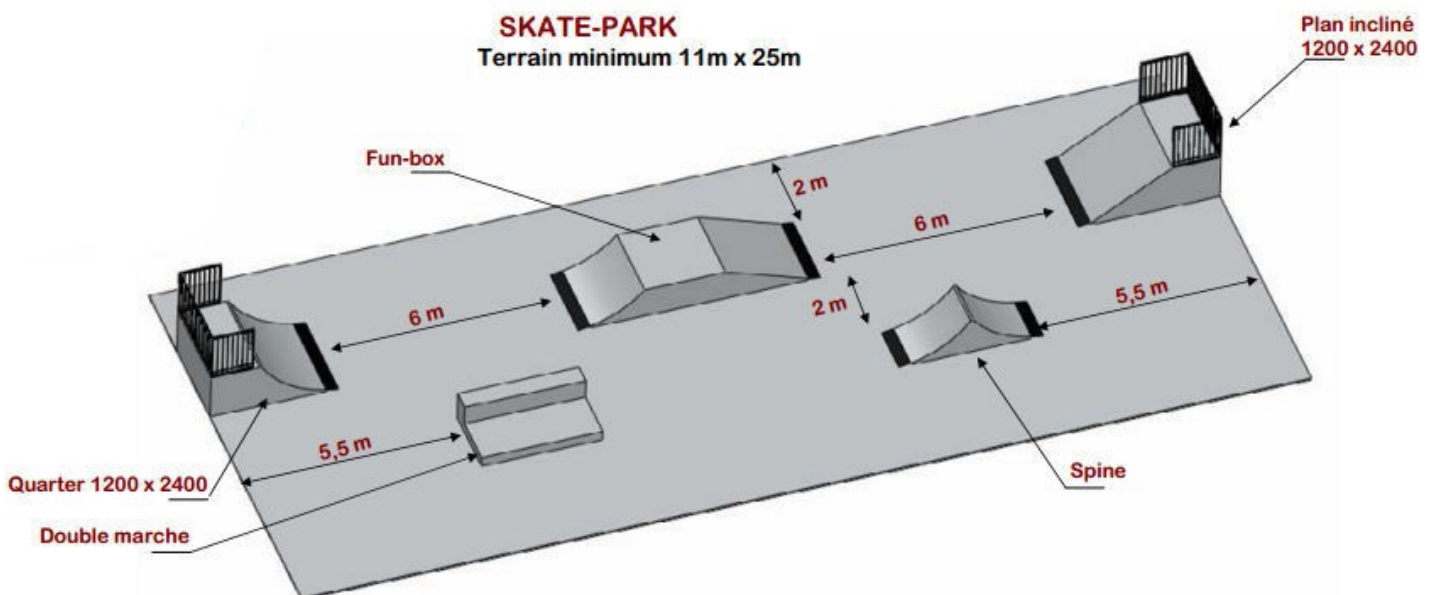 SKATE-PARK
Terrain minimum 11m x 25m
Plan incliné
1200 x 2400
Fun-box
2 m
6 m
6 m
2 m
5,5 m
5,5 m
Quarter 1200 x 2400
Spine
Double marche